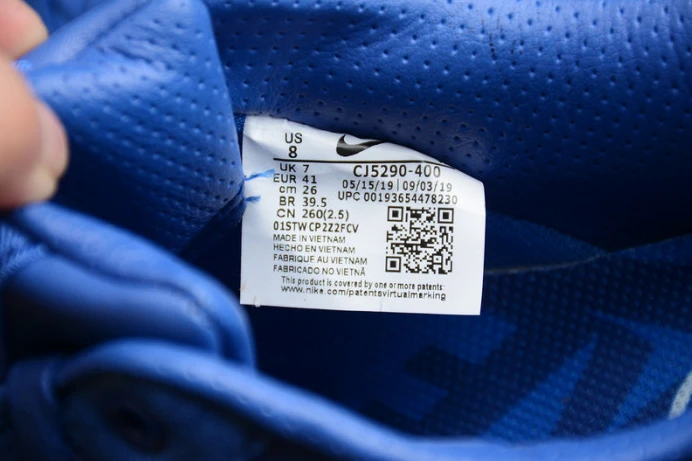 US
8
UK 7
EUR 41
cm 26
BR 39.5
CN 260(2.5)
CJ5290-400
05/15/19 | 09/03/19
UPC 00193654478230
01STWCP2Z2FCV
MADE IN VIETNAM
HECHO EN VIETNAM
FABRIQUE AU VIETNAM
FABRICADO NO VIETNÃ
This product is covered by one or more patents:
www.nike.com/patentsvirtualmarking